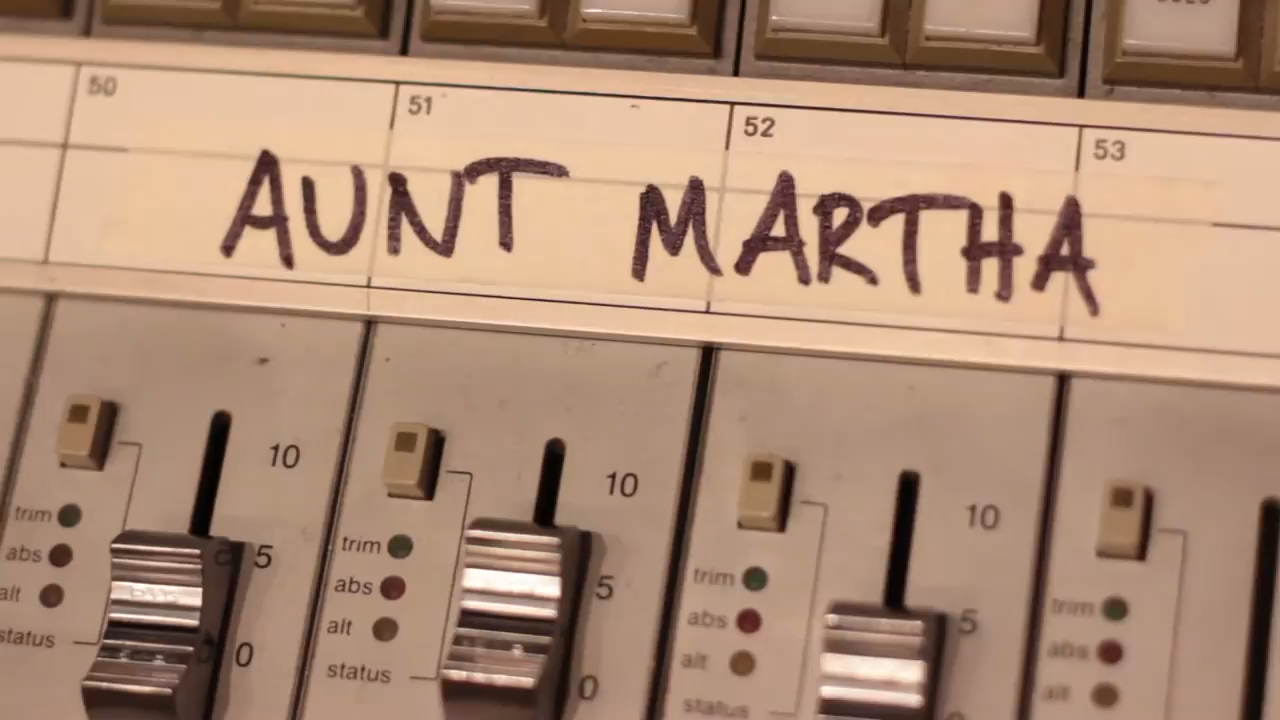 50 51 52 53
AUNT MARTHA
10 10 10
trim abs alt status 5 0
trim abs alt status 5 0
trim abs alt status 5
trim abs alt